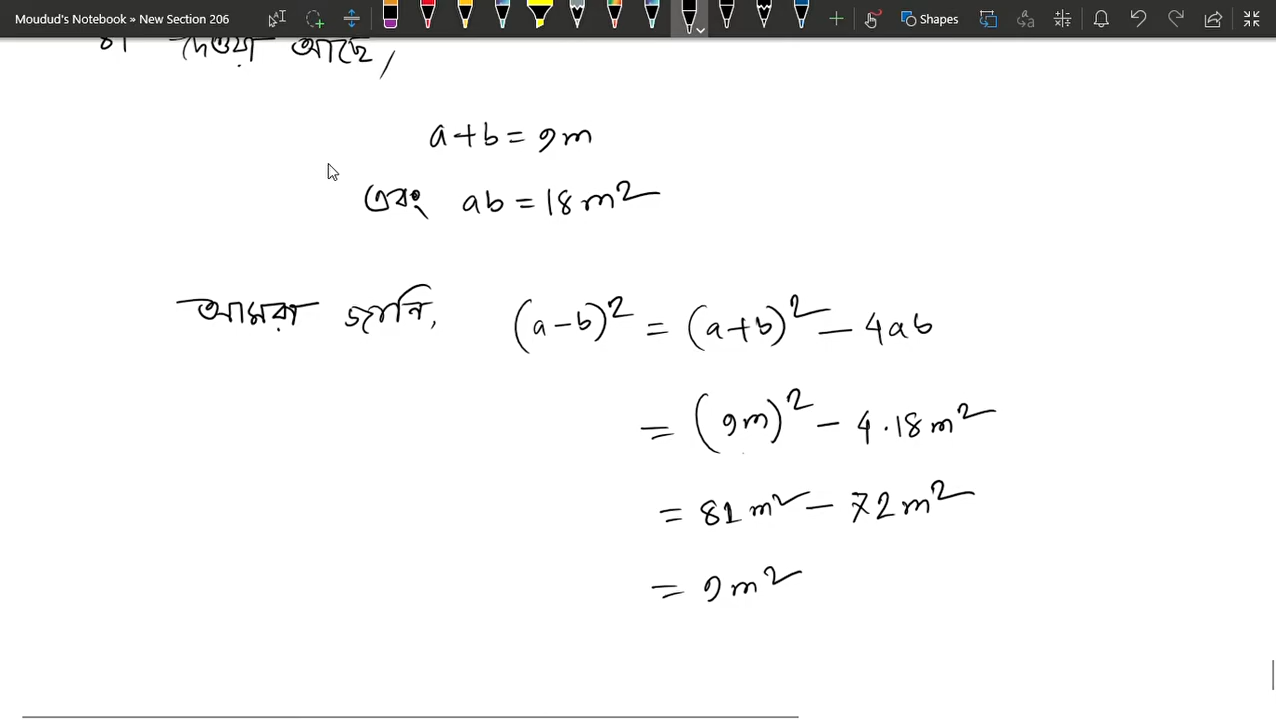 Moudud's Notebook » New Section 206
Shapes
৮। দেওয়া আছে,
a+b = 9m
এবং ab = 18m²
আমরা জানি, (a-b)² = (a+b)² - 4ab
= (9m)² - 4.18m²
= 81m² - 72m²
= 9m²